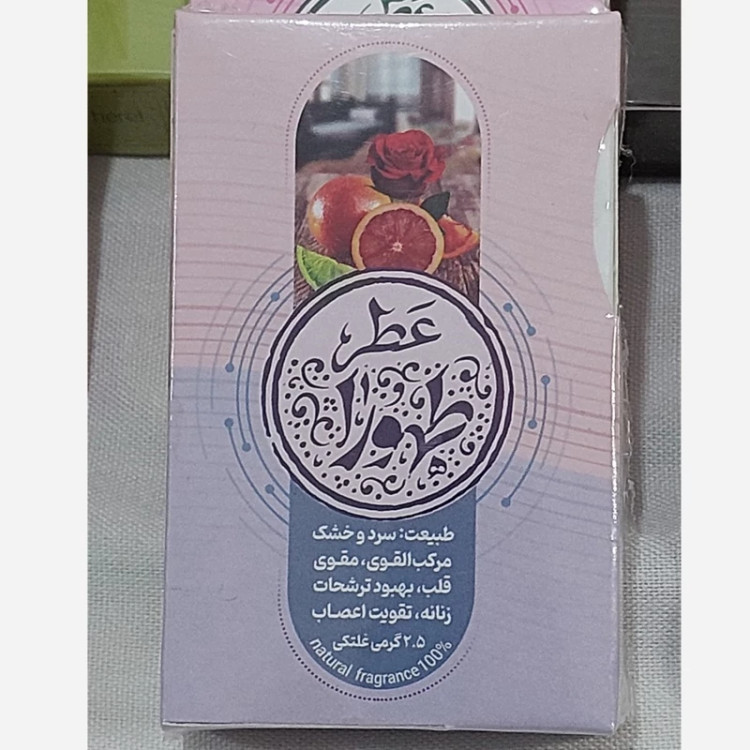 عطر
طهورا
طبیعت: سرد و خشک
مرکب‌القوی، مقوی
قلب، بهبود ترشحات
زنانه، تقویت اعصاب
۲.۵ گرمی غلتکی
natural fragrance 100%